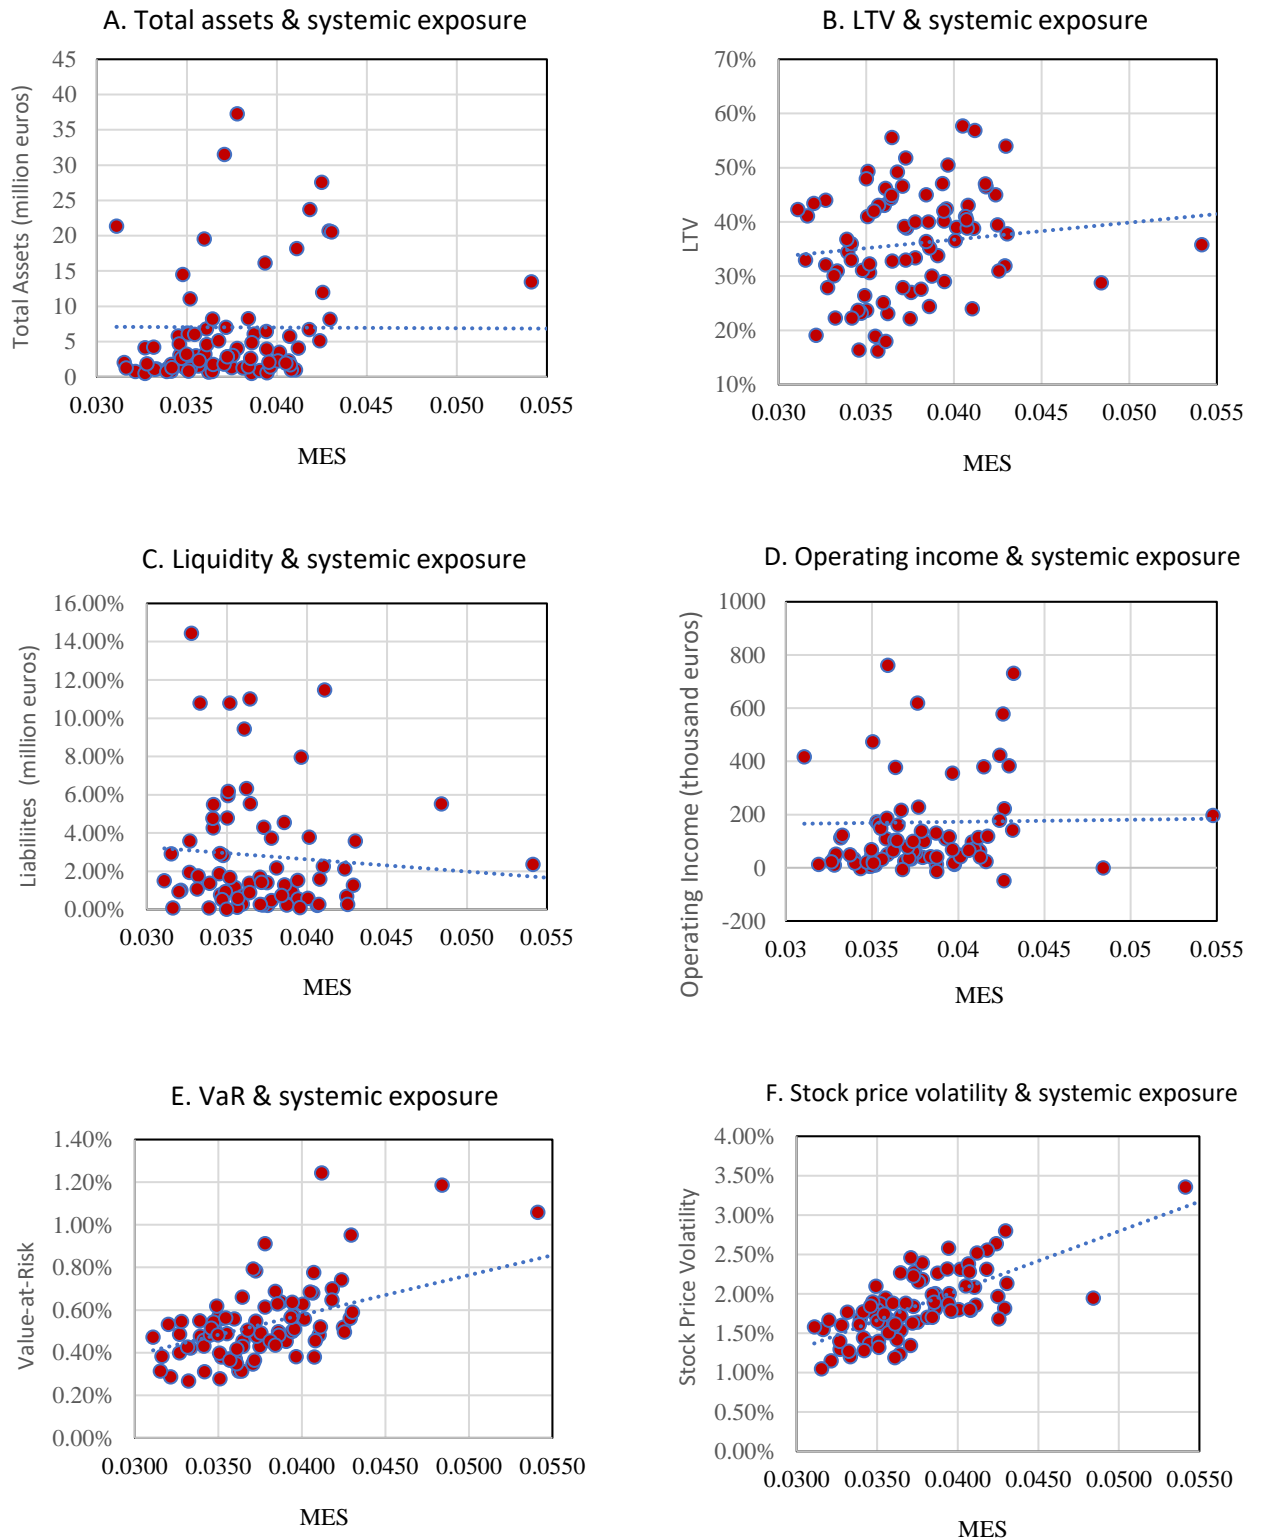 A. Total assets & systemic exposure
Total Assets (million euros)
45
40
35
30
25
20
15
10
5
0
0.030 0.035 0.040 0.045 0.050 0.055
MES
B. LTV & systemic exposure
LTV
70%
60%
50%
40%
30%
20%
10%
0.030 0.035 0.040 0.045 0.050 0.055
MES
C. Liquidity & systemic exposure
Liabiliites (million euros)
16.00%
14.00%
12.00%
10.00%
8.00%
6.00%
4.00%
2.00%
0.00%
0.030 0.035 0.040 0.045 0.050 0.055
MES
D. Operating income & systemic exposure
Operating Income (thousand euros)
1000
800
600
400
200
0
-200
0.03 0.035 0.04 0.045 0.05 0.055
MES
E. VaR & systemic exposure
Value-at-Risk
1.40%
1.20%
1.00%
0.80%
0.60%
0.40%
0.20%
0.00%
0.0300 0.0350 0.0400 0.0450 0.0500 0.0550
MES
F. Stock price volatility & systemic exposure
Stock Price Volatility
4.00%
3.50%
3.00%
2.50%
2.00%
1.50%
1.00%
0.50%
0.00%
0.0300 0.0350 0.0400 0.0450 0.0500 0.0550
MES